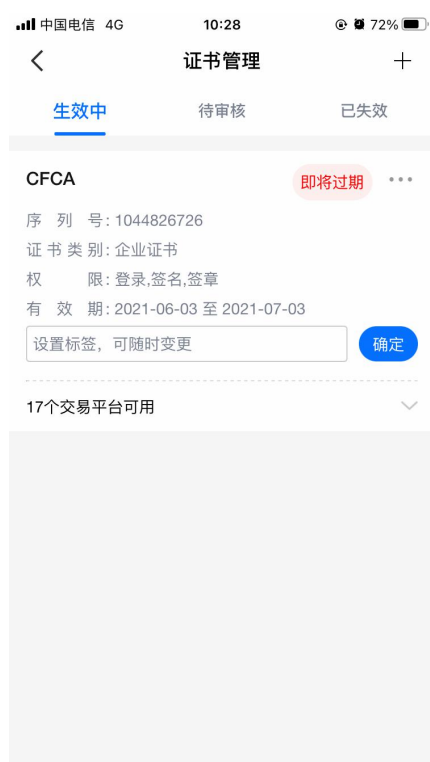 中国电信 4G 10:28 72%
证书管理
生效中 待审核 已失效
CFCA 即将过期
序列号：1044826726
证书类别：企业证书
权限：登录,签名,签章
有效期：2021-06-03 至 2021-07-03
设置标签，可随时变更 确定
17个交易平台可用